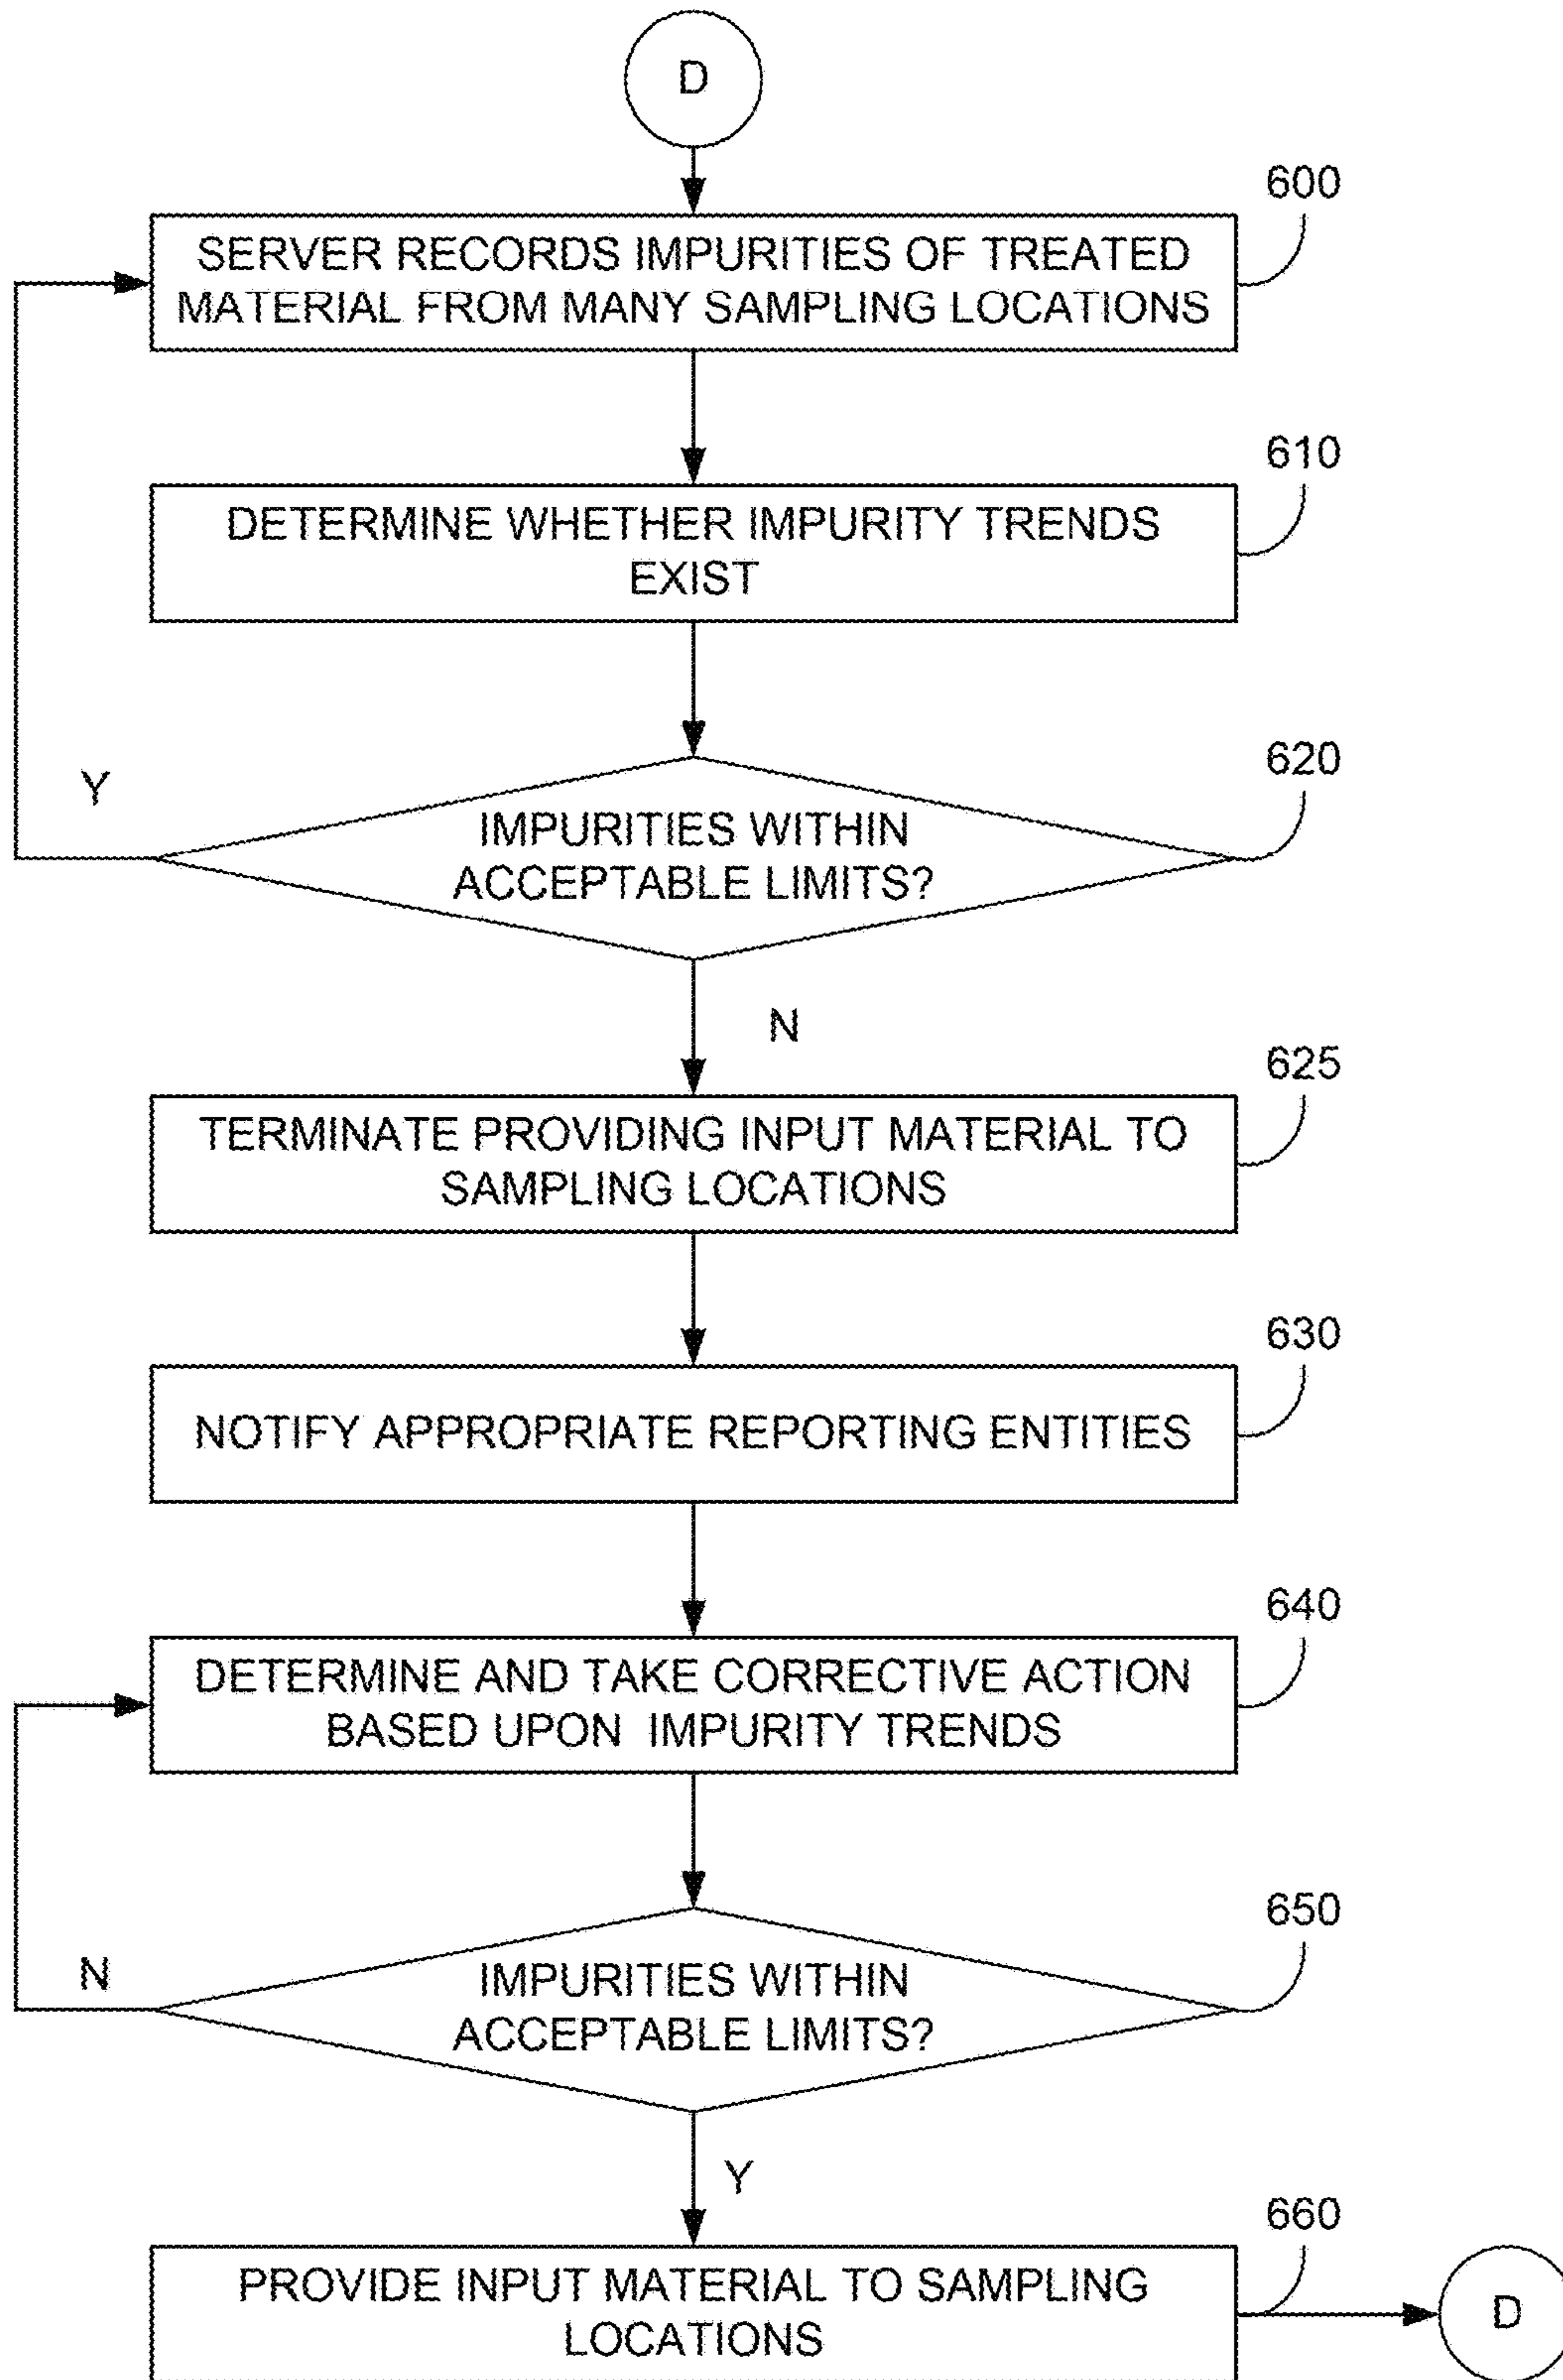 D
600
SERVER RECORDS IMPURITIES OF TREATED
MATERIAL FROM MANY SAMPLING LOCATIONS
610
DETERMINE WHETHER IMPURITY TRENDS
EXIST
620
Y
IMPURITIES WITHIN
ACCEPTABLE LIMITS?
N
625
TERMINATE PROVIDING INPUT MATERIAL TO
SAMPLING LOCATIONS
630
NOTIFY APPROPRIATE REPORTING ENTITIES
640
DETERMINE AND TAKE CORRECTIVE ACTION
BASED UPON IMPURITY TRENDS
650
N
IMPURITIES WITHIN
ACCEPTABLE LIMITS?
Y
660
PROVIDE INPUT MATERIAL TO SAMPLING
LOCATIONS
D